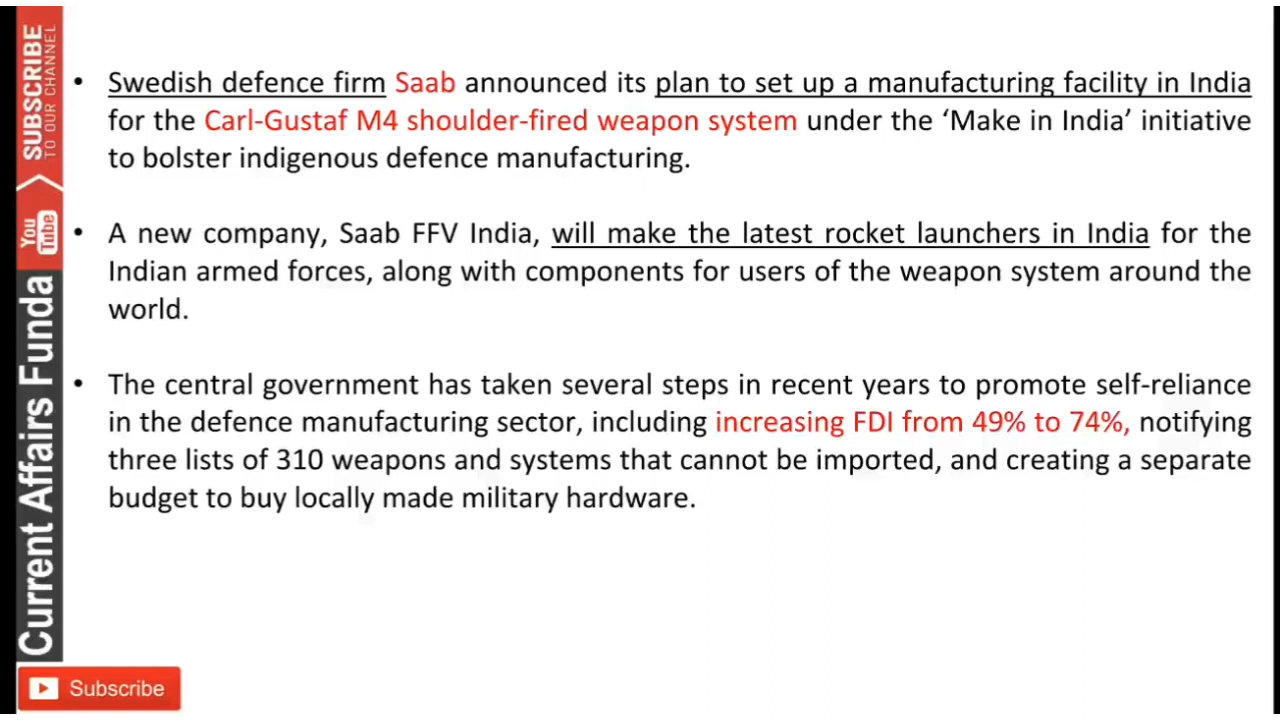 SUBSCRIBE
TO OUR CHANNEL
You
Tube
Current Affairs Funda
• Swedish defence firm Saab announced its plan to set up a manufacturing facility in India
for the Carl-Gustaf M4 shoulder-fired weapon system under the ‘Make in India’ initiative
to bolster indigenous defence manufacturing.
• A new company, Saab FFV India, will make the latest rocket launchers in India for the
Indian armed forces, along with components for users of the weapon system around the
world.
• The central government has taken several steps in recent years to promote self-reliance
in the defence manufacturing sector, including increasing FDI from 49% to 74%, notifying
three lists of 310 weapons and systems that cannot be imported, and creating a separate
budget to buy locally made military hardware.
Subscribe